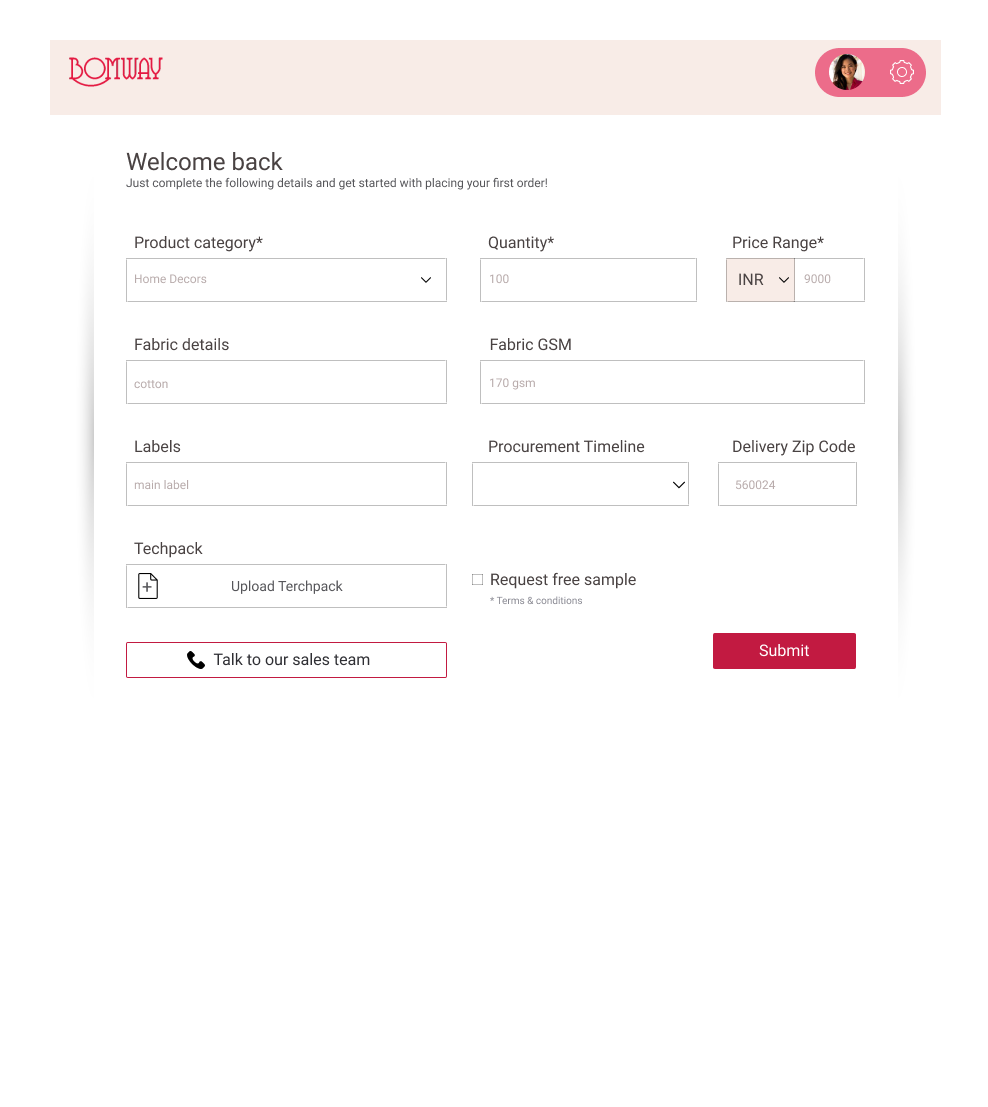 BOMWAY
Welcome back
Just complete the following details and get started with placing your first order!
Product category*
Quantity*
Price Range*
Home Decors
100
INR
9000
Fabric details
Fabric GSM
cotton
170 gsm
Labels
Procurement Timeline
Delivery Zip Code
main label
560024
Techpack
Upload Terchpack
Request free sample
* Terms & conditions
Talk to our sales team
Submit